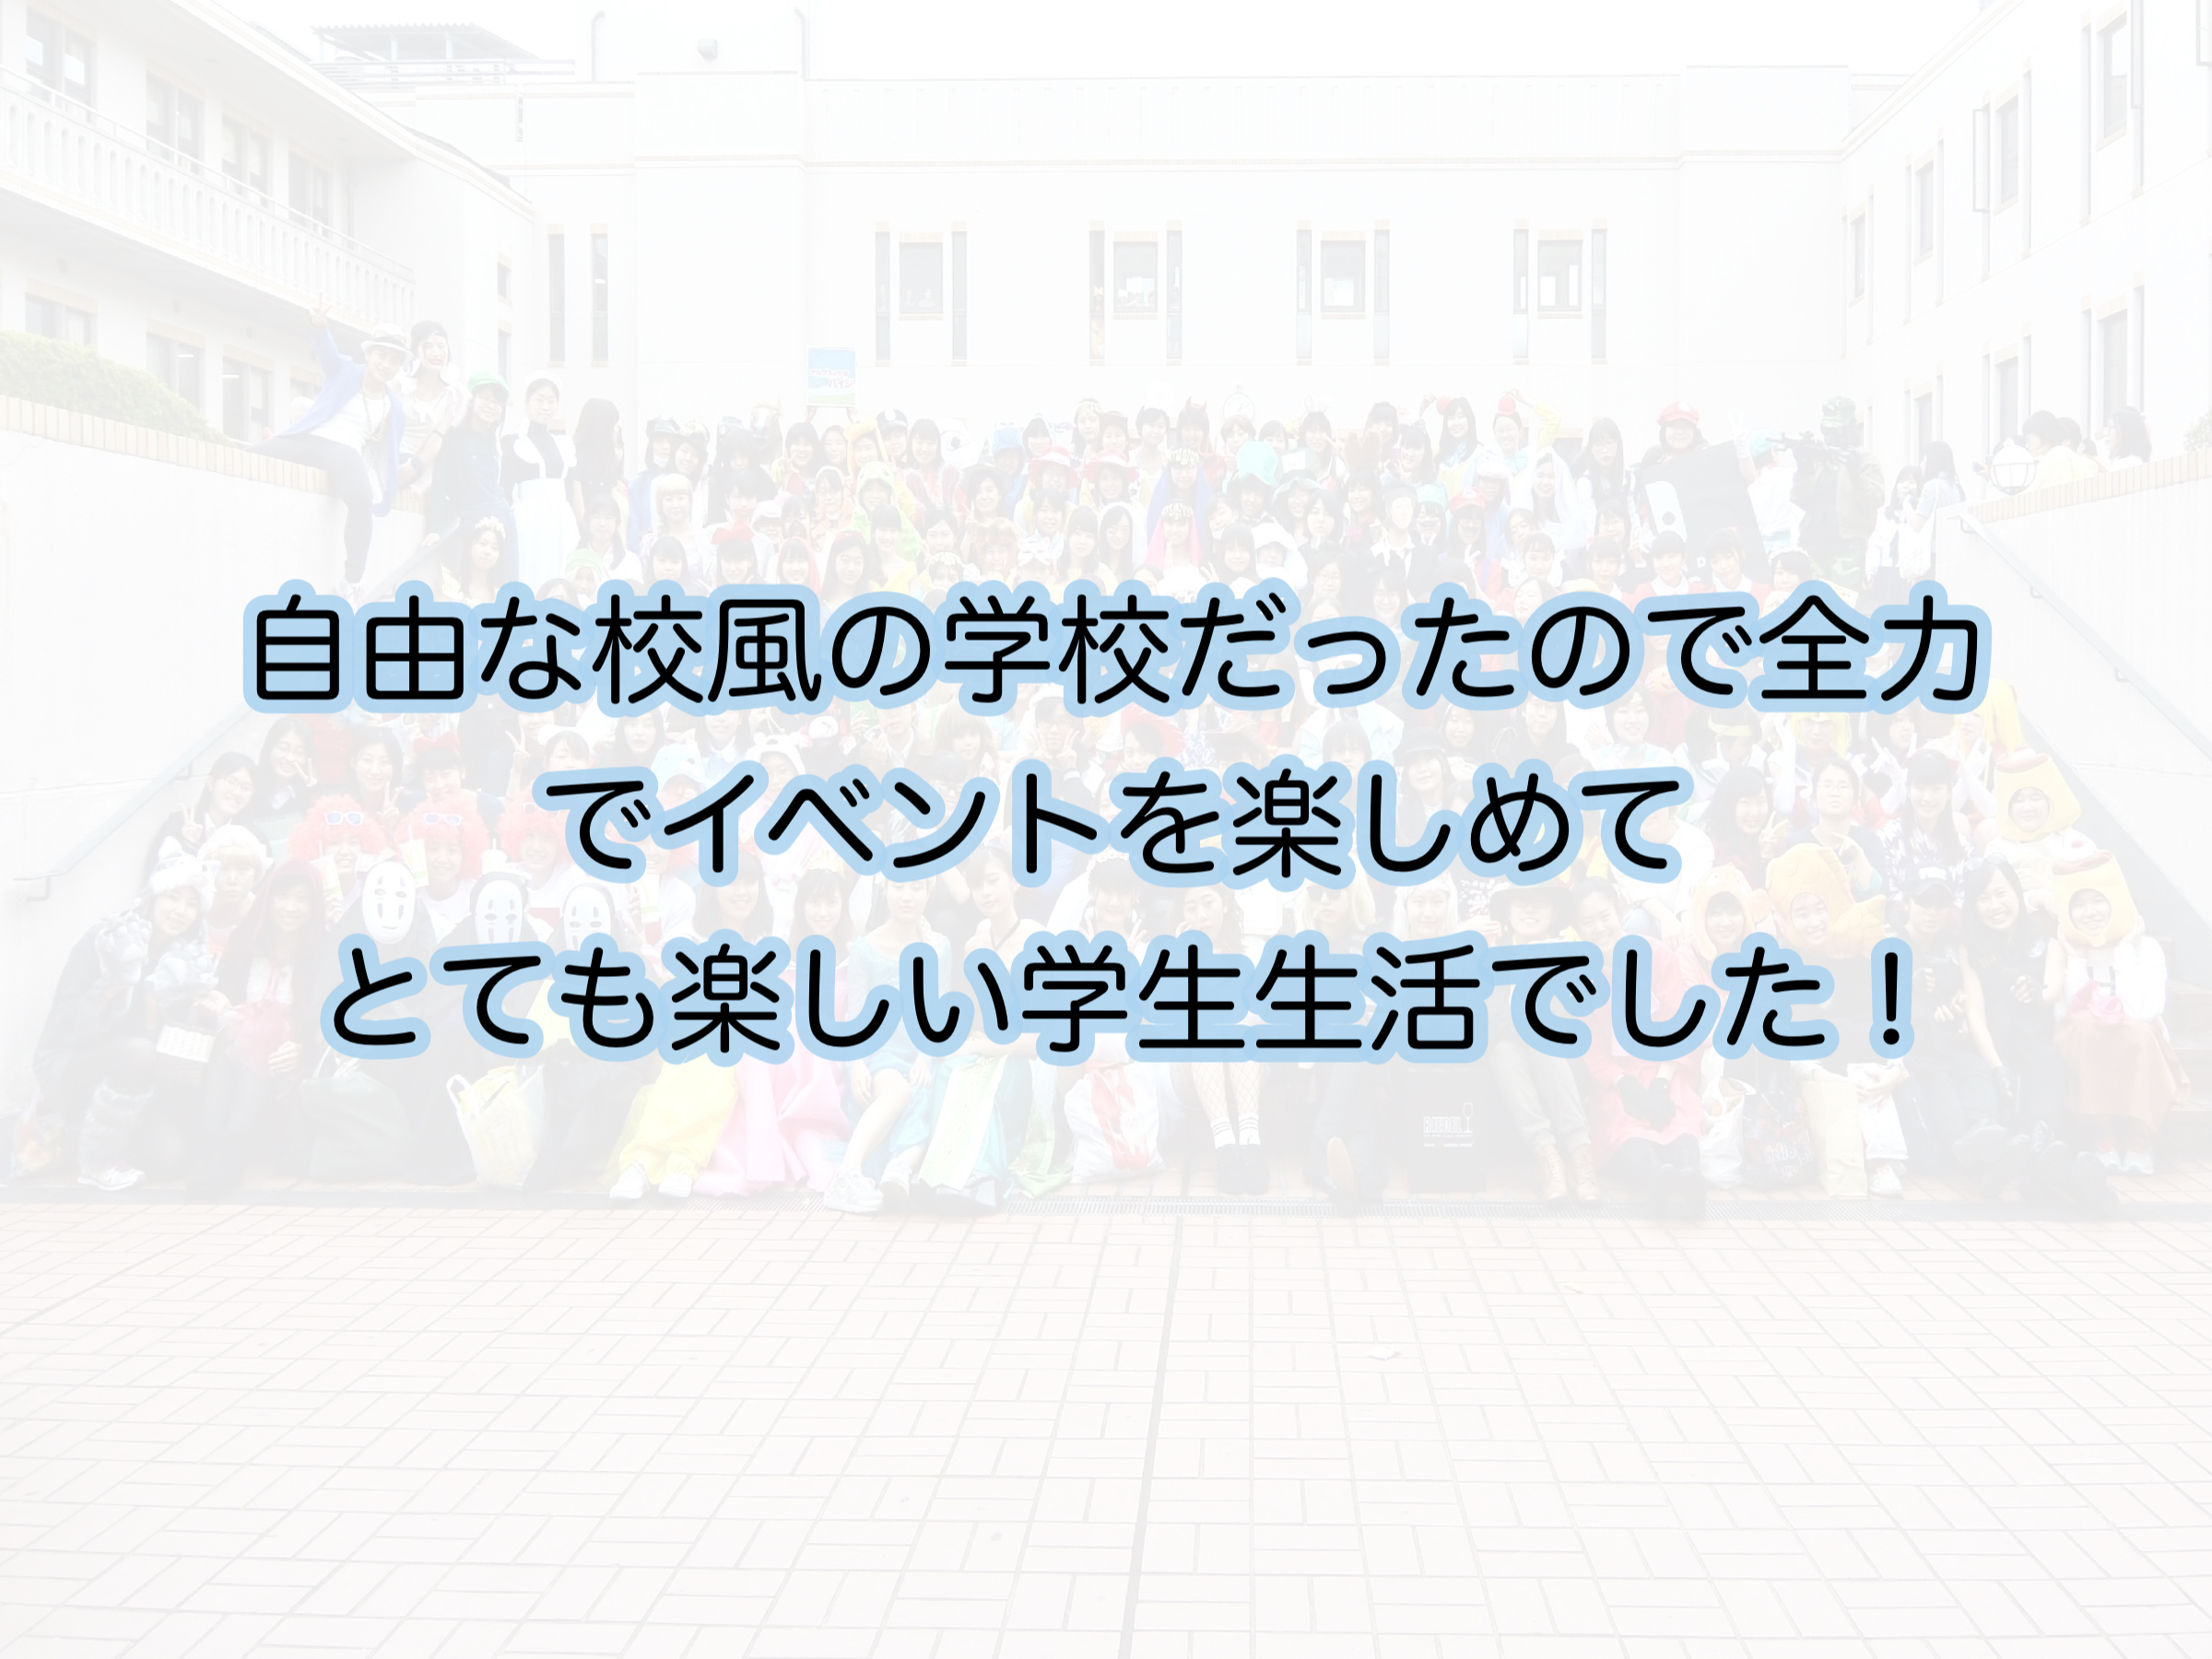 自由な校風の学校だったので全力
でイベントを楽しめて
とても楽しい学生生活でした！